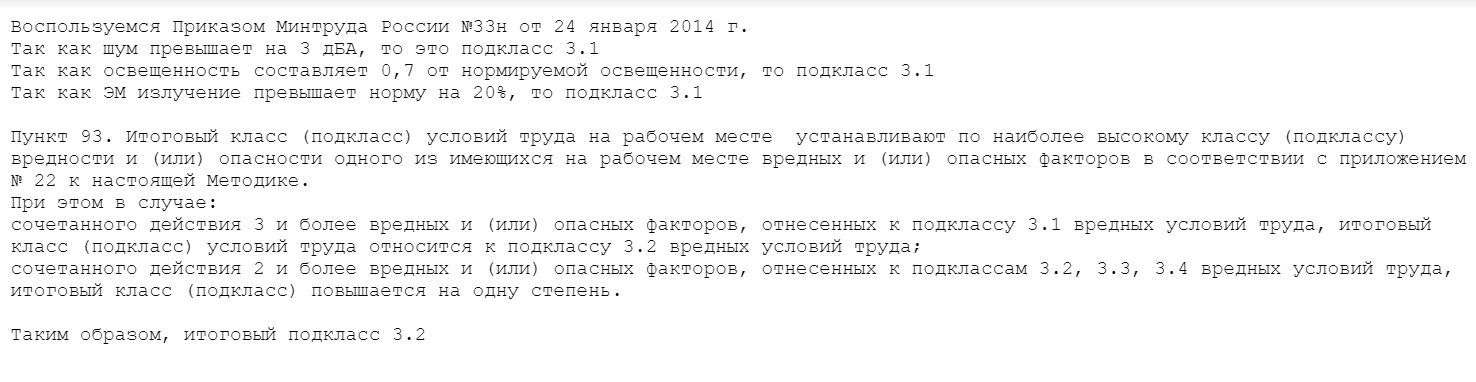 Воспользуемся Приказом Минтруда России №33н от 24 января 2014 г.
Так как шум превышает на 3 дБА, то это подкласс 3.1
Так как освещенность составляет 0,7 от нормируемой освещенности, то подкласс 3.1
Так как ЭМ излучение превышает норму на 20%, то подкласс 3.1
Пункт 93. Итоговый класс (подкласс) условий труда на рабочем месте  устанавливают по наиболее высокому классу (подклассу)
вредности и (или) опасности одного из имеющихся на рабочем месте вредных и (или) опасных факторов в соответствии с приложением
№ 22 к настоящей Методике.
При этом в случае:
сочетанного действия 3 и более вредных и (или) опасных факторов, отнесенных к подклассу 3.1 вредных условий труда, итоговый
класс (подкласс) условий труда относится к подклассу 3.2 вредных условий труда;
сочетанного действия 2 и более вредных и (или) опасных факторов, отнесенных к подклассам 3.2, 3.3, 3.4 вредных условий труда,
итоговый класс (подкласс) повышается на одну степень.
Таким образом, итоговый подкласс 3.2